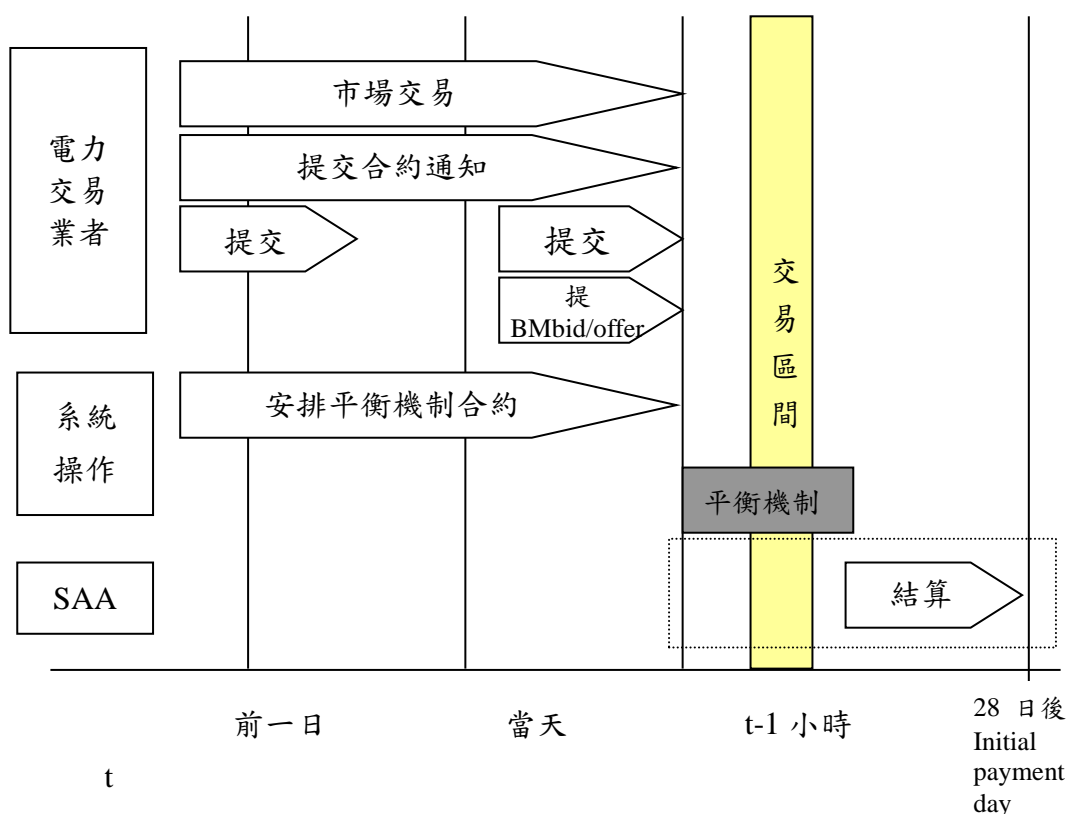 電力
交易
業者
市場交易
提交合約通知
提交
提交
提
BMbid/offer
交
易
區
間
系統
操作
安排平衡機制合約
平衡機制
SAA
結算
前一日
當天
t-1 小時
28 日後
Initial
payment
day
t